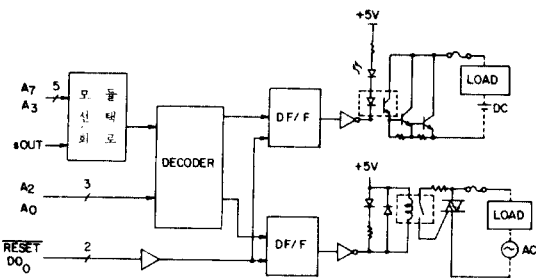 +5V
A7
A3
5
모듈
선택
회로
sOUT
DECODER
DF/F
LOAD
DC
A2
A0
3
+5V
RESET
DO0
2
DF/F
LOAD
AC